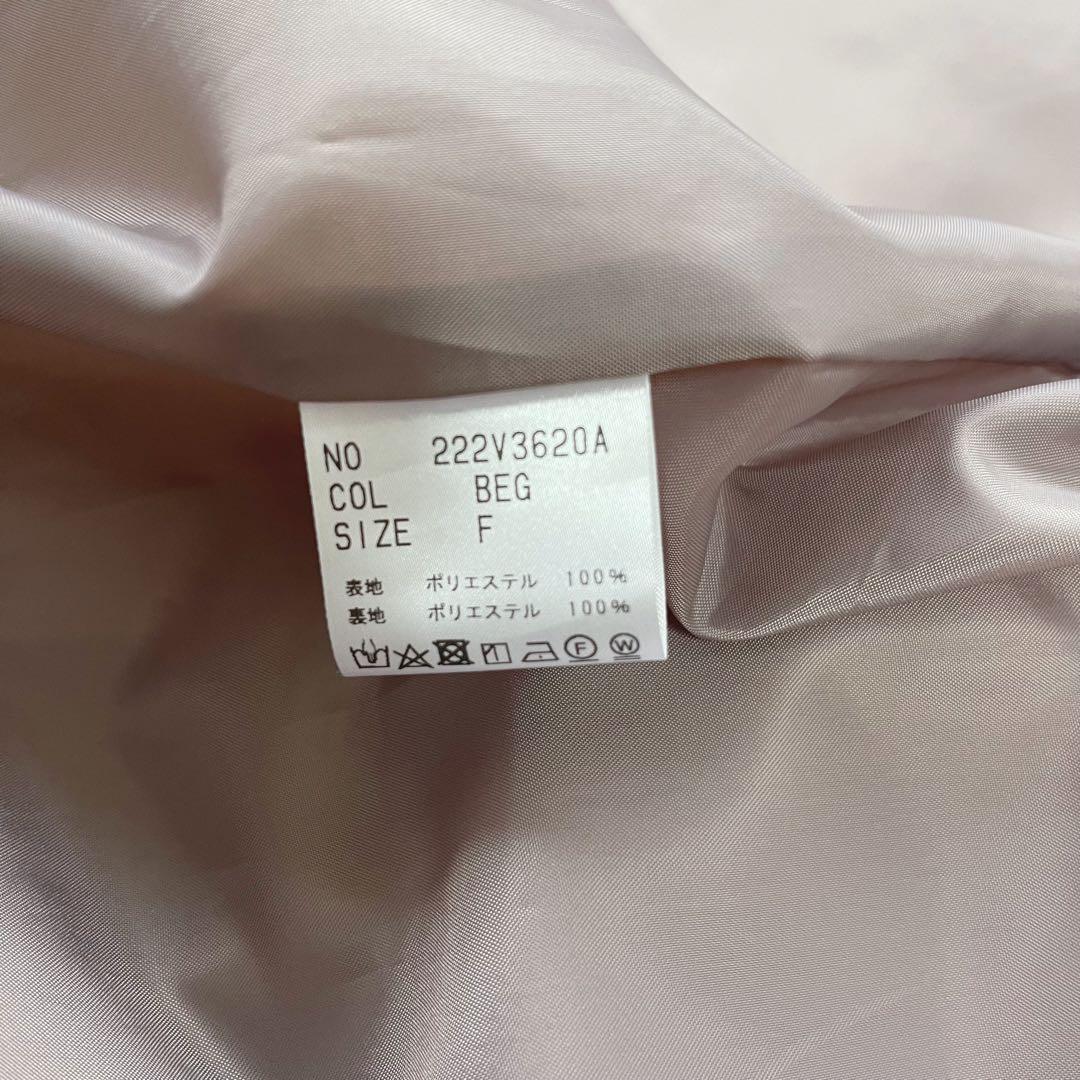 NO 222V3620A
COL BEG
SIZE F
表地 ポリエステル 100%
裏地 ポリエステル 100%
F W